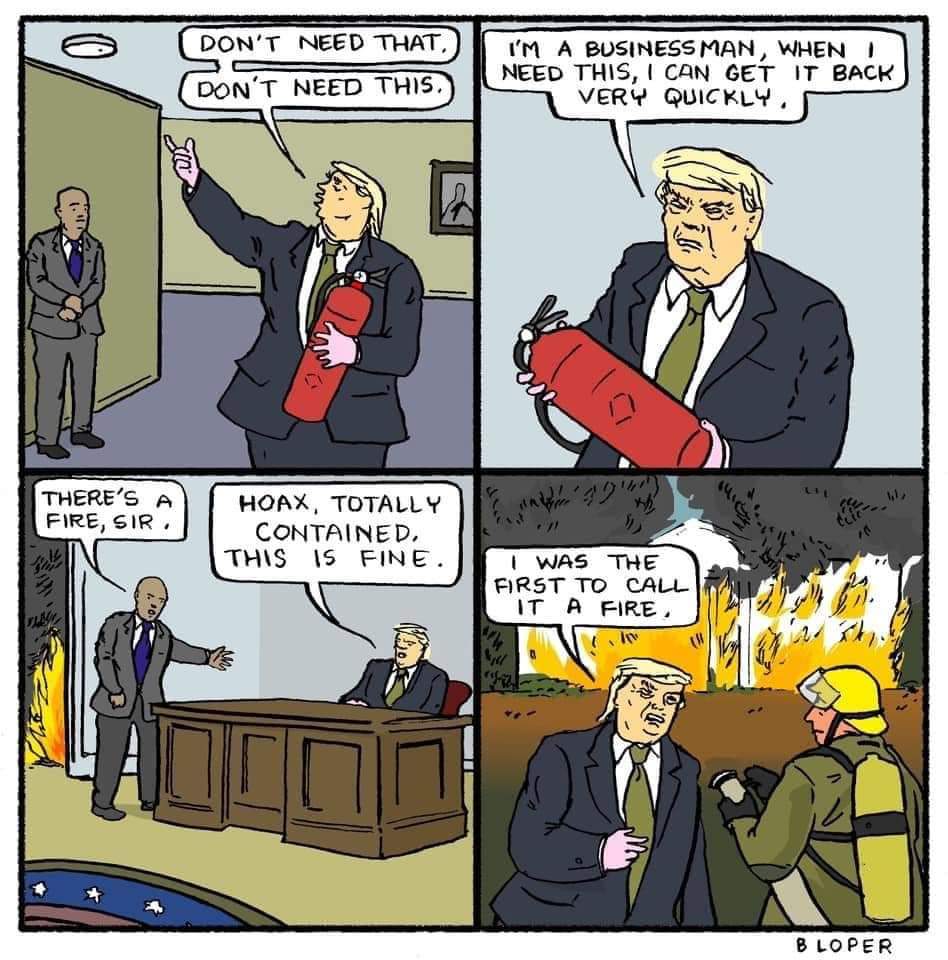 DON'T NEED THAT.
DON'T NEED THIS.
I'M A BUSINESSMAN, WHEN I
NEED THIS, I CAN GET IT BACK
VERY QUICKLY.
THERE'S A
FIRE, SIR.
HOAX, TOTALLY
CONTAINED.
THIS IS FINE.
I WAS THE
FIRST TO CALL
IT A FIRE.
B LOPER